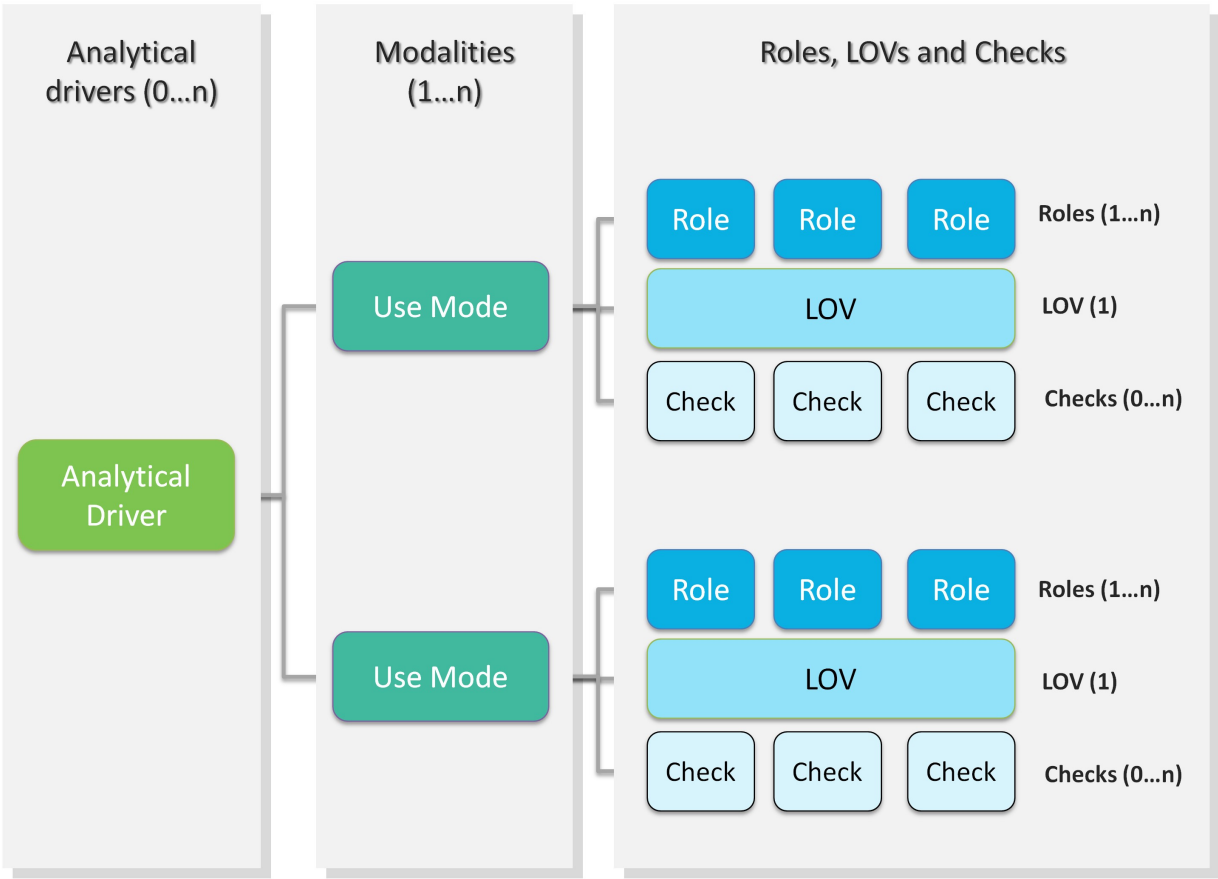 Analytical
drivers (0...n)
Modalities
(1...n)
Roles, LOVs and Checks
Analytical
Driver
Use Mode
Role Role Role Roles (1...n)
LOV LOV (1)
Check Check Check Checks (0...n)
Use Mode
Role Role Role Roles (1...n)
LOV LOV (1)
Check Check Check Checks (0...n)